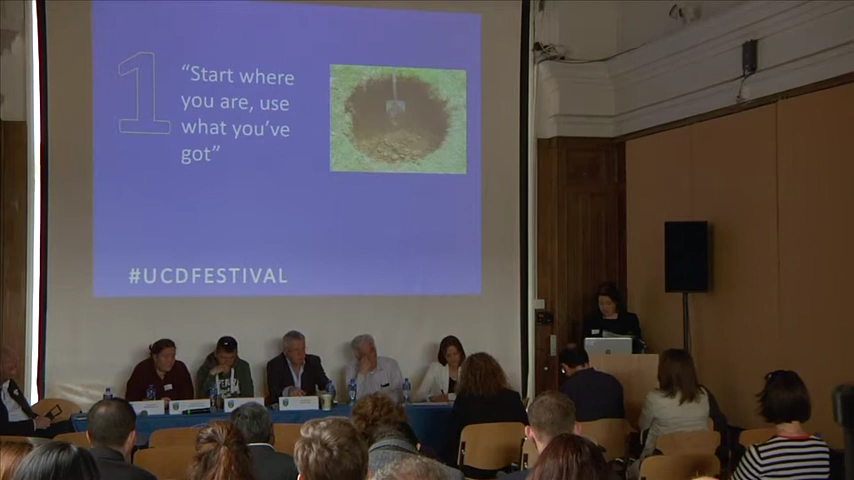 1
“Start where
you are, use
what you’ve
got”
#UCDFESTIVAL